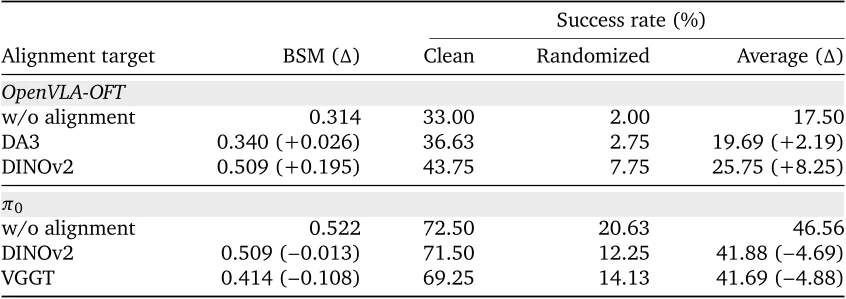 Success rate (%)
Alignment target BSM (Δ) Clean Randomized Average (Δ)
OpenVLA-OFT
w/o alignment 0.314 33.00 2.00 17.50
DA3 0.340 (+0.026) 36.63 2.75 19.69 (+2.19)
DINOv2 0.509 (+0.195) 43.75 7.75 25.75 (+8.25)
π0
w/o alignment 0.522 72.50 20.63 46.56
DINOv2 0.509 (−0.013) 71.50 12.25 41.88 (−4.69)
VGGT 0.414 (−0.108) 69.25 14.13 41.69 (−4.88)